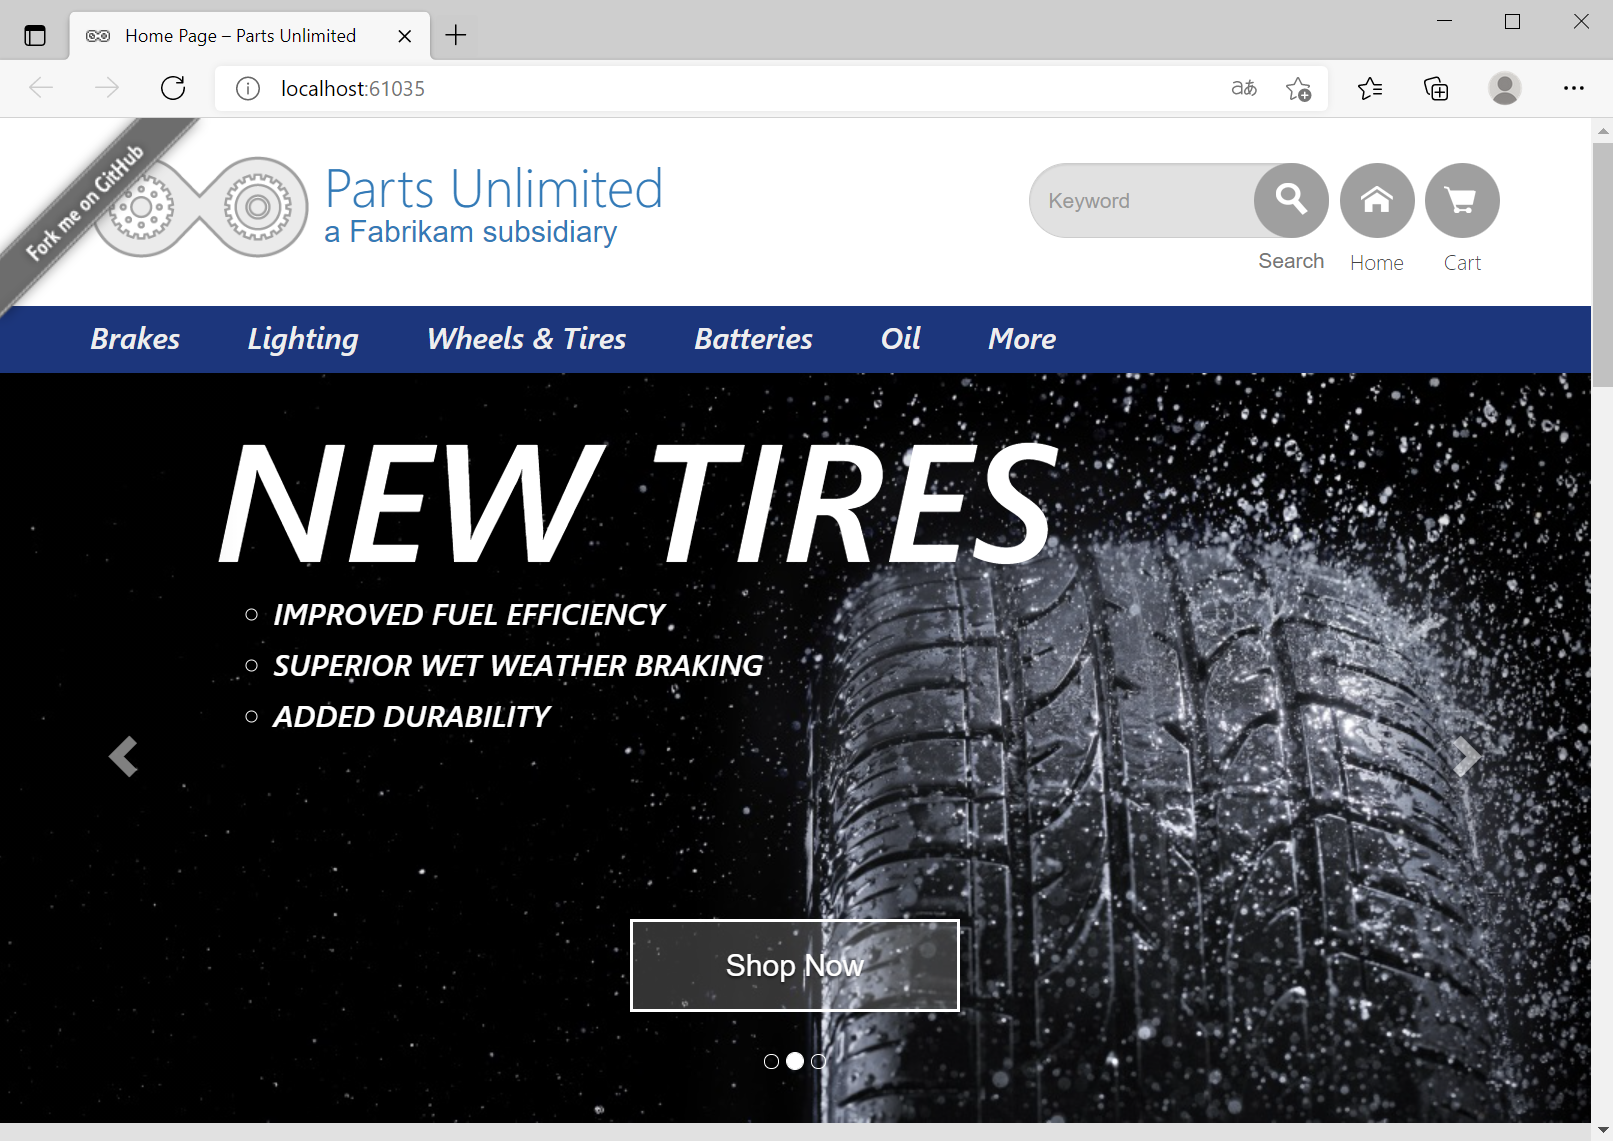 Home Page – Parts Unlimited
localhost:61035
aあ
Fork me on GitHub
Parts Unlimited
a Fabrikam subsidiary
Keyword
Search
Home
Cart
Brakes
Lighting
Wheels & Tires
Batteries
Oil
More
NEW TIRES
IMPROVED FUEL EFFICIENCY
SUPERIOR WET WEATHER BRAKING
ADDED DURABILITY
Shop Now